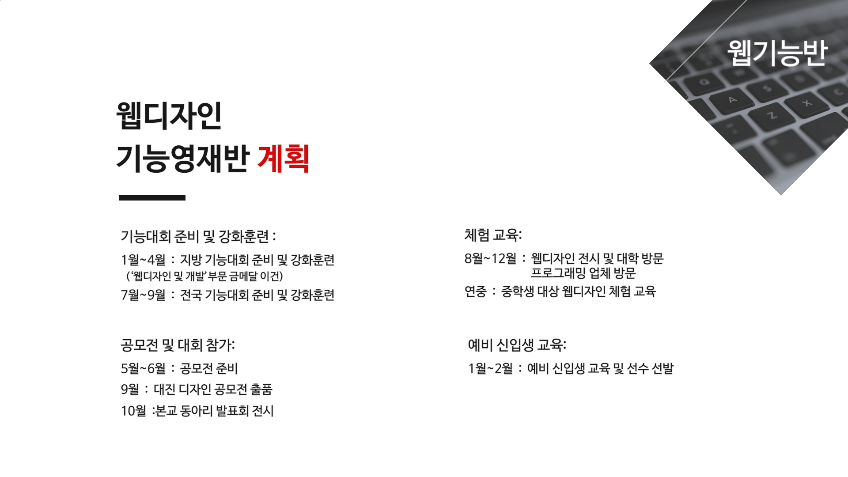 웹기능반
웹디자인
기능영재반 계획
기능대회 준비 및 강화훈련 :
1월~4월 : 지방 기능대회 준비 및 강화훈련
('웹디자인 및 개발'부문 금메달 이건)
7월~9월 : 전국 기능대회 준비 및 강화훈련
공모전 및 대회 참가:
5월~6월 : 공모전 준비
9월 : 대진 디자인 공모전 출품
10월 :본교 동아리 발표회 전시
체험 교육:
8월~12월 : 웹디자인 전시 및 대학 방문
프로그래밍 업체 방문
연중 : 중학생 대상 웹디자인 체험 교육
예비 신입생 교육:
1월~2월 : 예비 신입생 교육 및 선수 선발